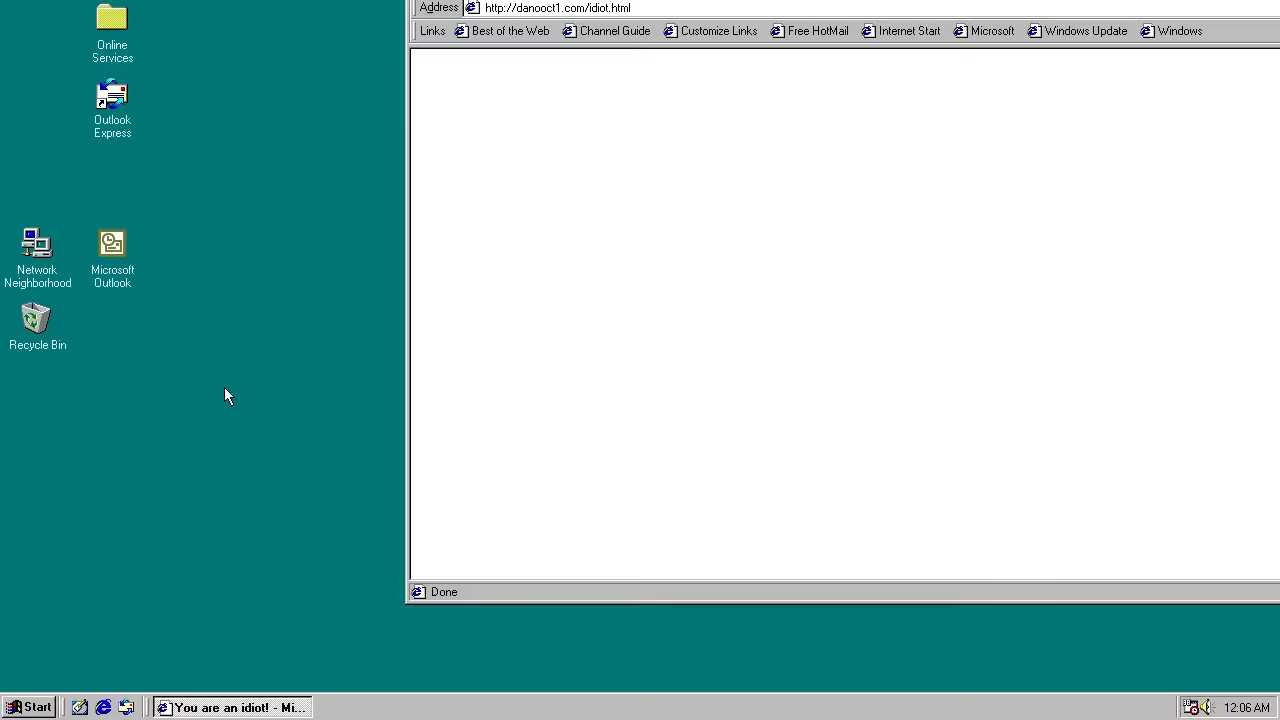 Address http://danooct1.com/idiot.html
Links Best of the Web Channel Guide Customize Links Free HotMail Internet Start Microsoft Windows Update Windows
Online
Services
Outlook
Express
Network
Neighborhood
Microsoft
Outlook
Recycle Bin
Done
Start You are an idiot! - Mi... 12:06 AM